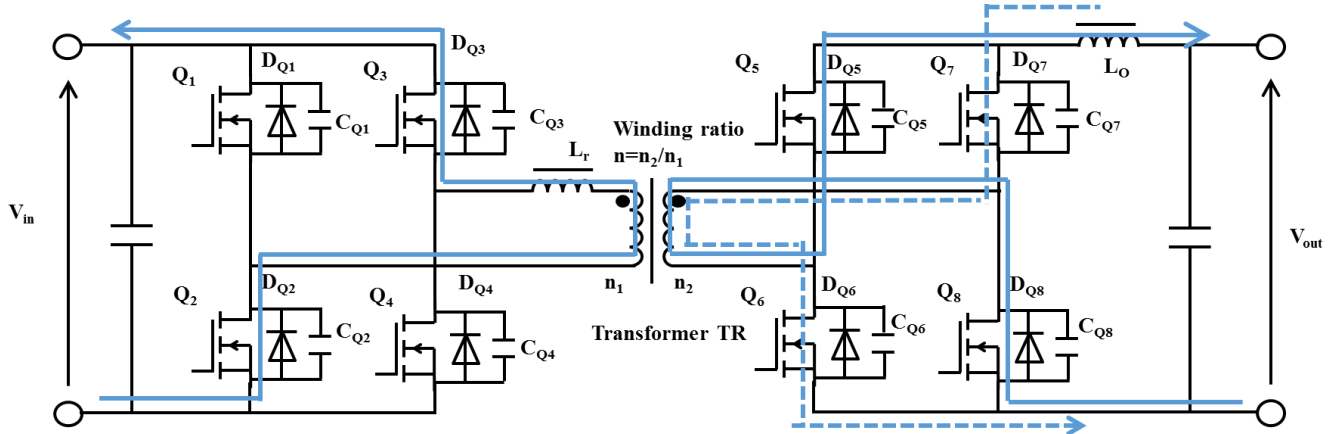 D_Q3
D_Q1
Q_1
Q_3
C_Q1
C_Q3
V_in
L_r
Winding ratio
n=n_2/n_1
D_Q2
D_Q4
Q_2
Q_4
C_Q2
C_Q4
n_1
n_2
Transformer TR
Q_5
D_Q5
Q_7
D_Q7
L_O
C_Q5
C_Q7
V_out
Q_6
D_Q6
Q_8
D_Q8
C_Q6
C_Q8